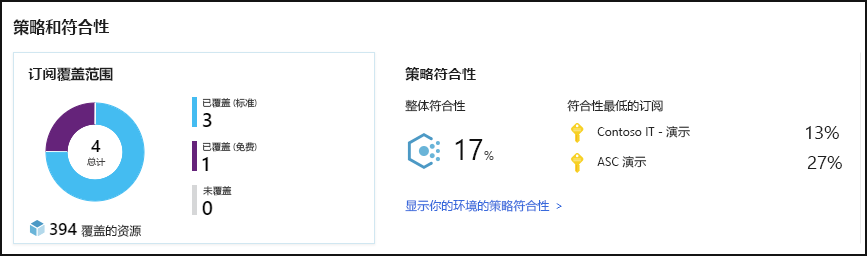 策略和符合性
订阅覆盖范围
4
总计
已覆盖 (标准)
3
已覆盖 (免费)
1
未覆盖
0
394 覆盖的资源
策略符合性
整体符合性
17%
符合性最低的订阅
Contoso IT - 演示 13%
ASC 演示 27%
显示你的环境的策略符合性 >